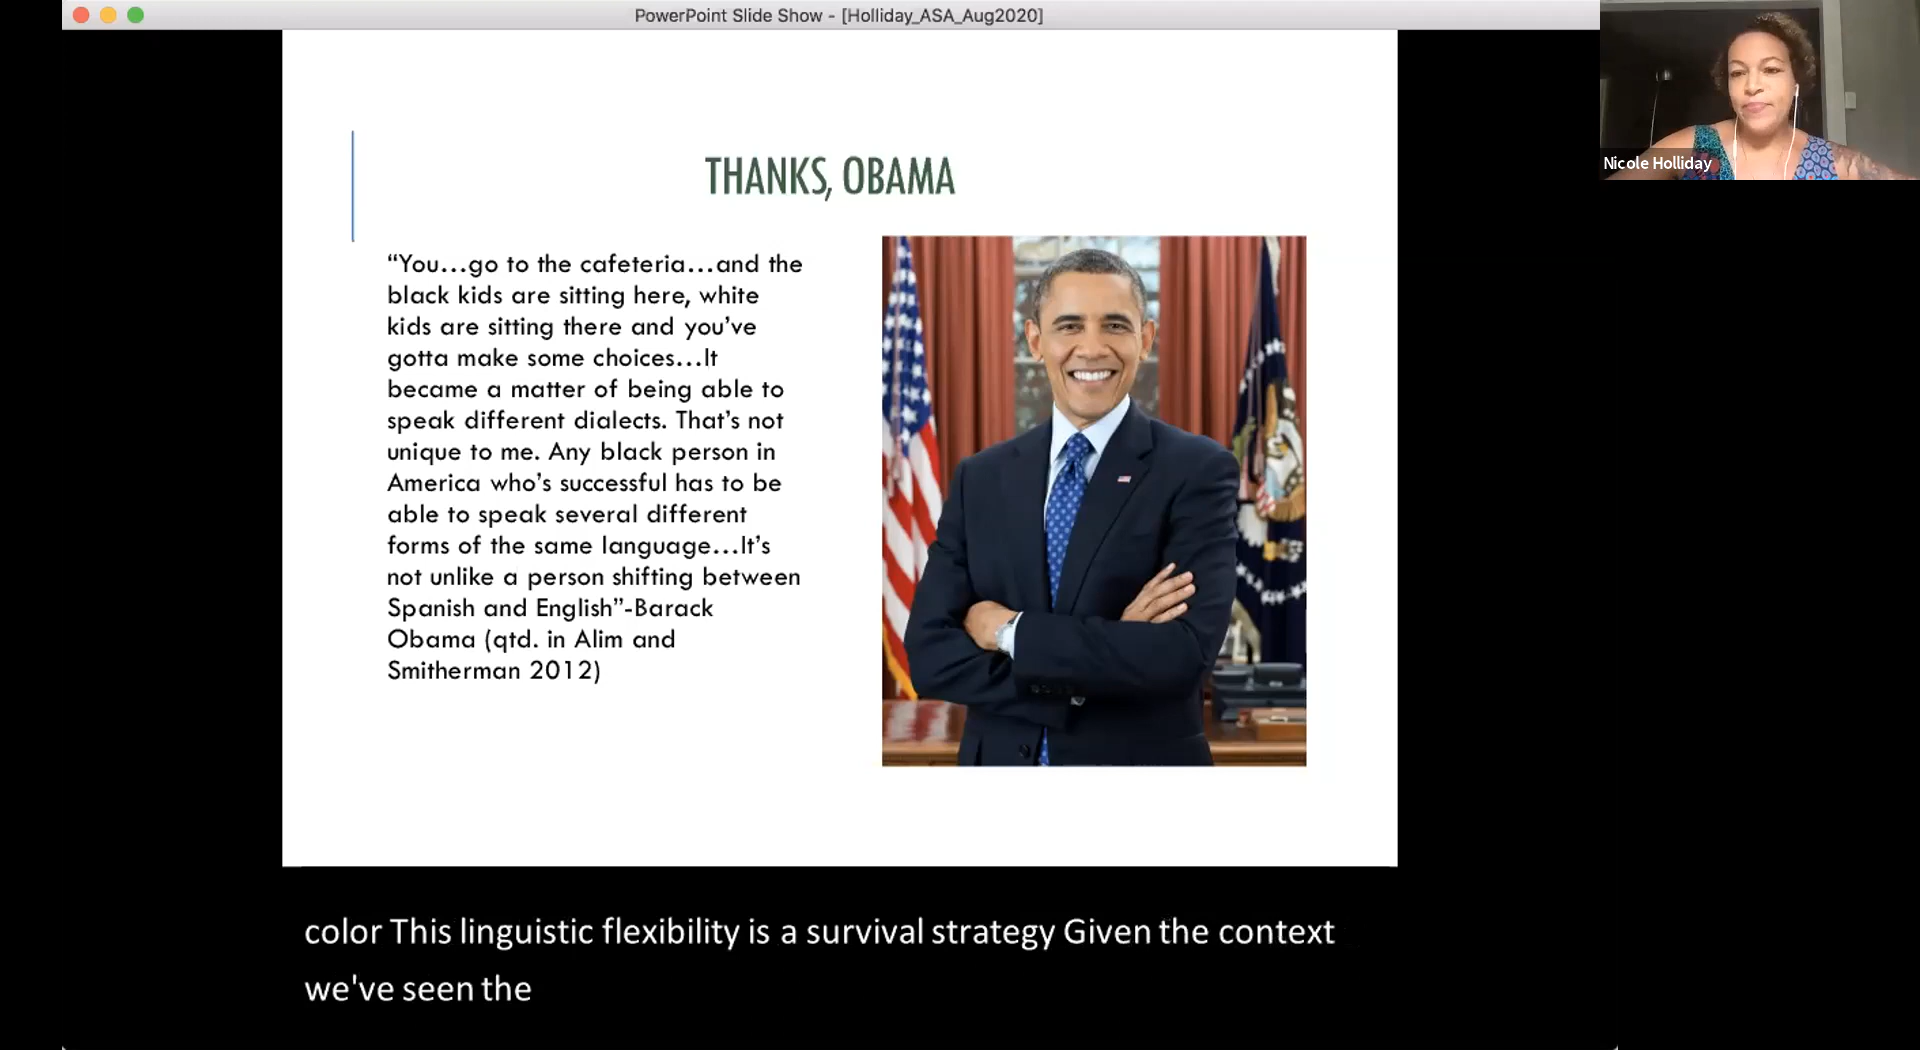 PowerPoint Slide Show - [Holliday_ASA_Aug2020]
Nicole Holliday
THANKS, OBAMA
“You…go to the cafeteria…and the
black kids are sitting here, white
kids are sitting there and you’ve
gotta make some choices…It
became a matter of being able to
speak different dialects. That’s not
unique to me. Any black person in
America who’s successful has to be
able to speak several different
forms of the same language…It’s
not unlike a person shifting between
Spanish and English”-Barack
Obama (qtd. in Alim and
Smitherman 2012)
color This linguistic flexibility is a survival strategy Given the context
we've seen the